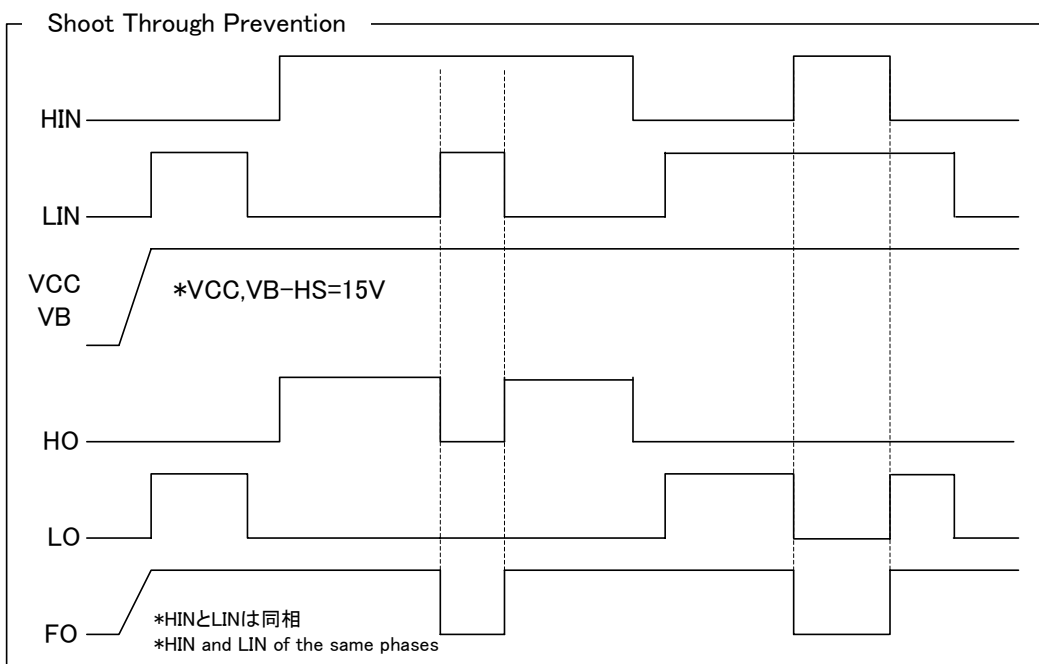 Shoot Through Prevention
HIN
LIN
VCC
VB
*VCC,VB-HS=15V
HO
LO
FO
*HINとLINは同相
*HIN and LIN of the same phases